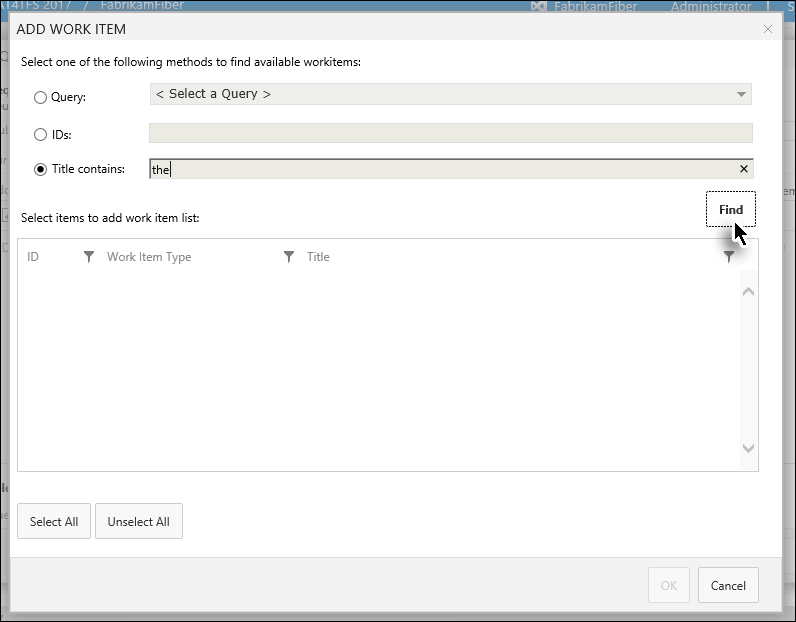 AT4TFS 2017 / FabrikamFiber FabrikamFiber Administrator
ADD WORK ITEM
Select one of the following methods to find available workitems:
Query: < Select a Query >
IDs:
Title contains: the
Find
Select items to add work item list:
ID Work Item Type Title
Select All Unselect All
OK Cancel